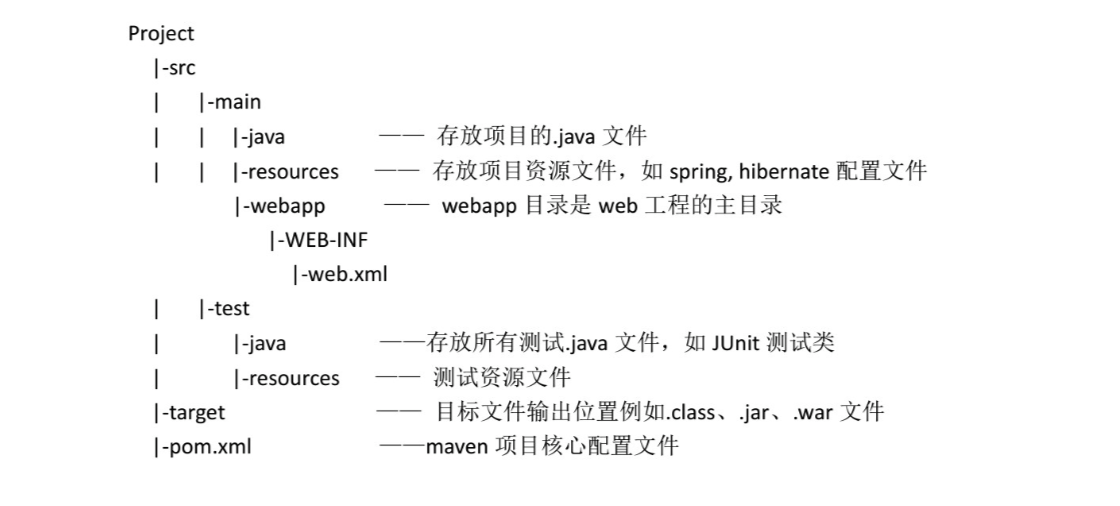 Project
|-src
| |-main
| | |-java —— 存放项目的.java 文件
| | |-resources —— 存放项目资源文件，如 spring, hibernate 配置文件
|-webapp —— webapp 目录是 web 工程的主目录
|-WEB-INF
|-web.xml
| |-test
| |-java ——存放所有测试.java 文件，如 JUnit 测试类
| |-resources —— 测试资源文件
|-target —— 目标文件输出位置例如.class、.jar、.war 文件
|-pom.xml ——maven 项目核心配置文件